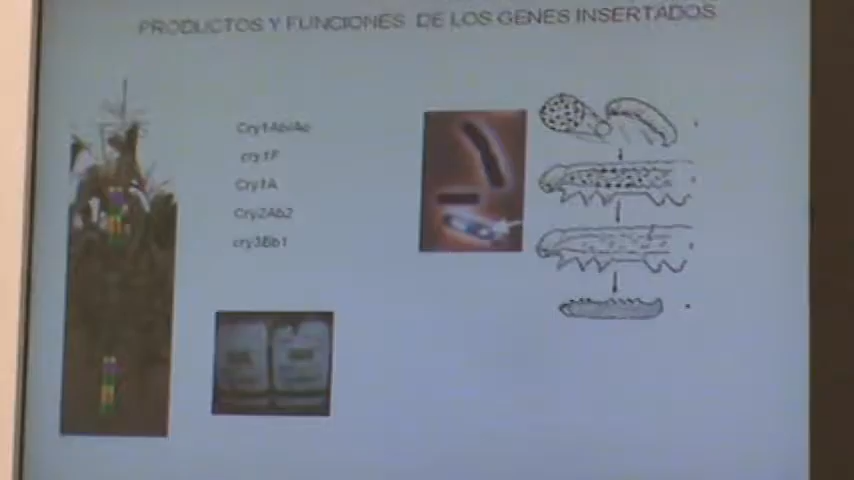 PRODUCTOS Y FUNCIONES DE LOS GENES INSERTADOS
Cry1Ab/Ac
cry1F
Cry1A
Cry2Ab2
cry3Bb1